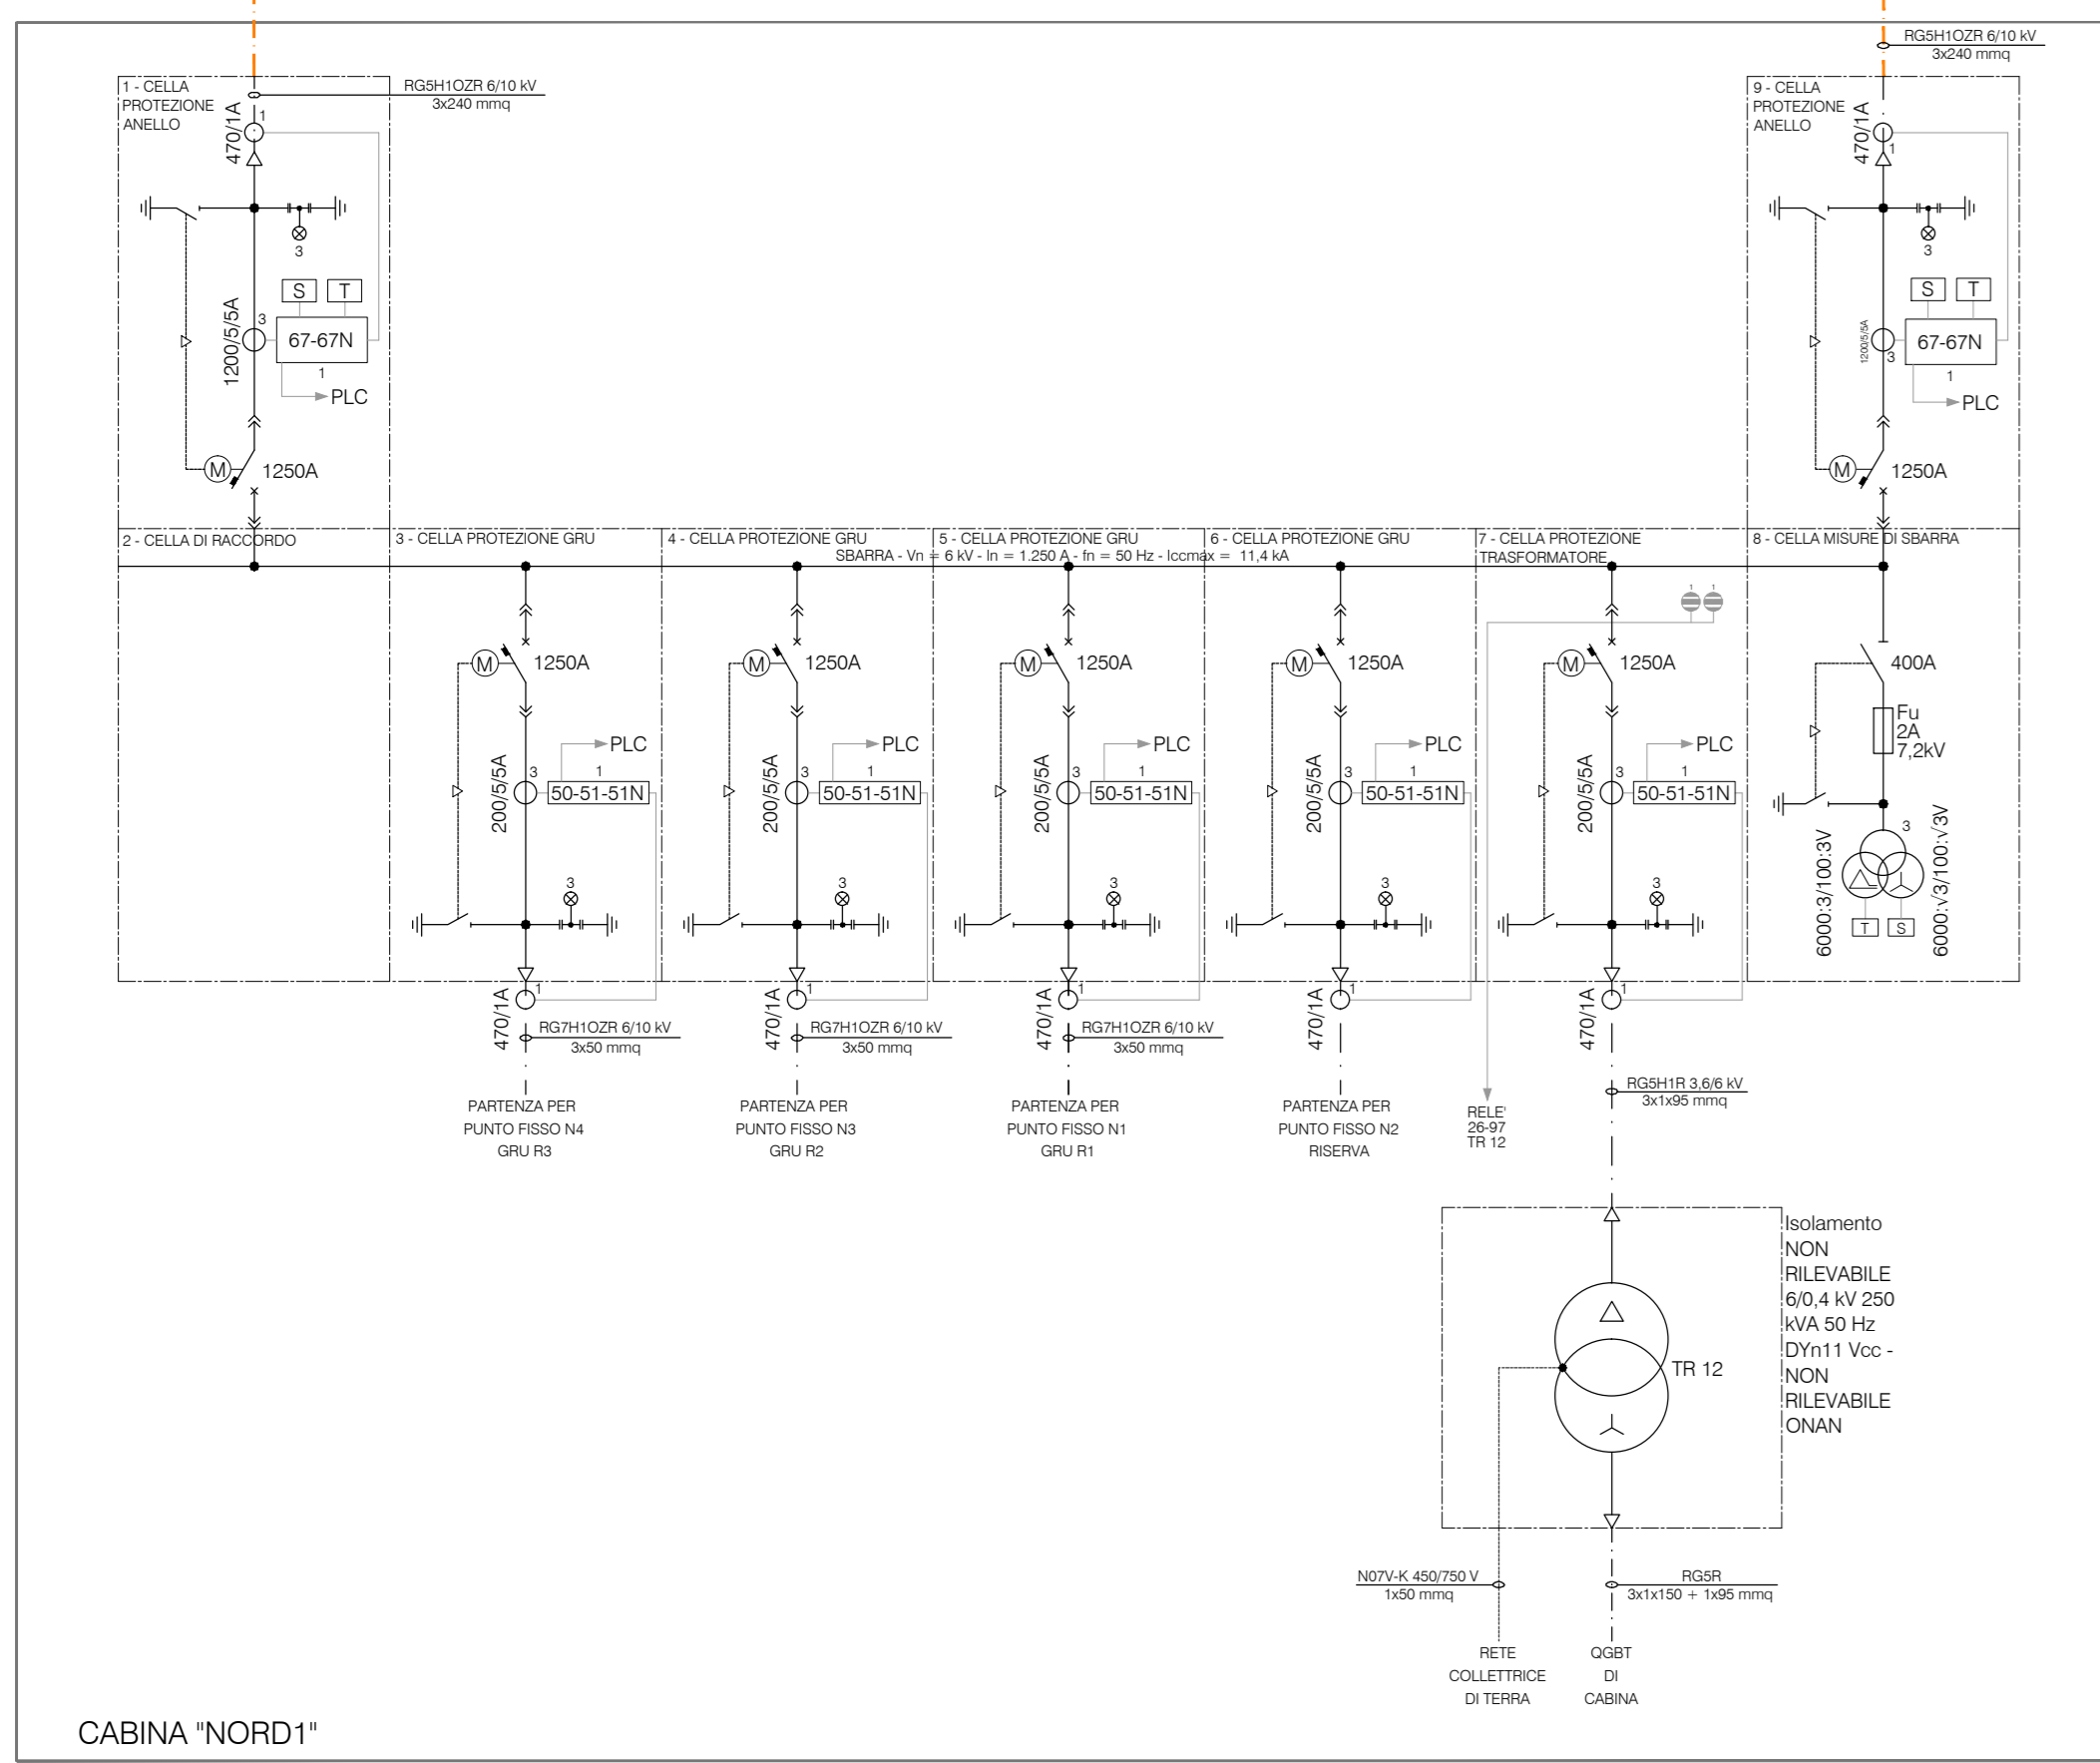 RG5H1OZR 6/10 kV
3x240 mmq
1 - CELLA
PROTEZIONE
ANELLO
RG5H1OZR 6/10 kV
3x240 mmq
470/1A
1
3
S
T
1200/5/5A
3
67-67N
1
PLC
M
1250A
9 - CELLA
PROTEZIONE
ANELLO
470/1A
1
3
S
T
1200/5/5A
3
67-67N
1
PLC
M
1250A
2 - CELLA DI RACCORDO
3 - CELLA PROTEZIONE GRU
4 - CELLA PROTEZIONE GRU
5 - CELLA PROTEZIONE GRU
6 - CELLA PROTEZIONE GRU
7 - CELLA PROTEZIONE
TRASFORMATORE
8 - CELLA MISURE DI SBARRA
SBARRA - Vn = 6 kV - In = 1.250 A - fn = 50 Hz - Iccmax = 11,4 kA
M
1250A
PLC
200/5/5A
3
1
50-51-51N
3
470/1A
1
RG7H1OZR 6/10 kV
3x50 mmq
PARTENZA PER
PUNTO FISSO N4
GRU R3
M
1250A
PLC
200/5/5A
3
1
50-51-51N
3
470/1A
1
RG7H1OZR 6/10 kV
3x50 mmq
PARTENZA PER
PUNTO FISSO N3
GRU R2
M
1250A
PLC
200/5/5A
3
1
50-51-51N
3
470/1A
1
RG7H1OZR 6/10 kV
3x50 mmq
PARTENZA PER
PUNTO FISSO N1
GRU R1
M
1250A
PLC
200/5/5A
3
1
50-51-51N
3
470/1A
1
PARTENZA PER
PUNTO FISSO N2
RISERVA
1
1
M
1250A
PLC
200/5/5A
3
1
50-51-51N
3
470/1A
1
RELE'
26-97
TR 12
RG5H1R 3,6/6 kV
3x1x95 mmq
400A
Fu
2A
7,2kV
3
6000:3/100:3V
6000:√3/100:√3V
T
S
Isolamento
NON
RILEVABILE
6/0,4 kV 250
kVA 50 Hz
DYn11 Vcc -
NON
RILEVABILE
ONAN
TR 12
N07V-K 450/750 V
1x50 mmq
RG5R
3x1x150 + 1x95 mmq
RETE
COLLETTRICE
DI TERRA
QGBT
DI
CABINA
CABINA "NORD1"